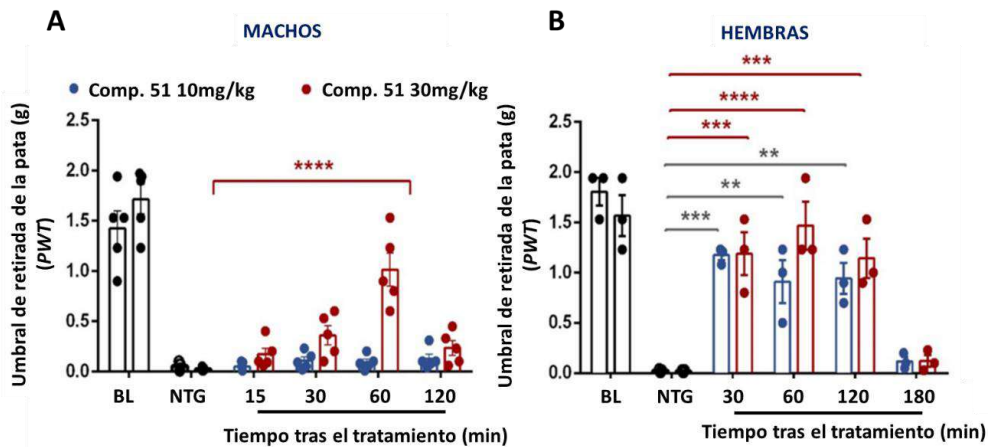 A
MACHOS
Comp. 51 10mg/kg
Comp. 51 30mg/kg
Umbral de retirada de la pata (g)
(PWT)
2.5
2.0
1.5
1.0
0.5
0.0
****
BL
NTG
15
30
60
120
Tiempo tras el tratamiento (min)
B
HEMBRAS
Umbral de retirada de la pata (g)
(PWT)
2.5
2.0
1.5
1.0
0.5
0.0
***
****
***
**
**
***
BL
NTG
30
60
120
180
Tiempo tras el tratamiento (min)